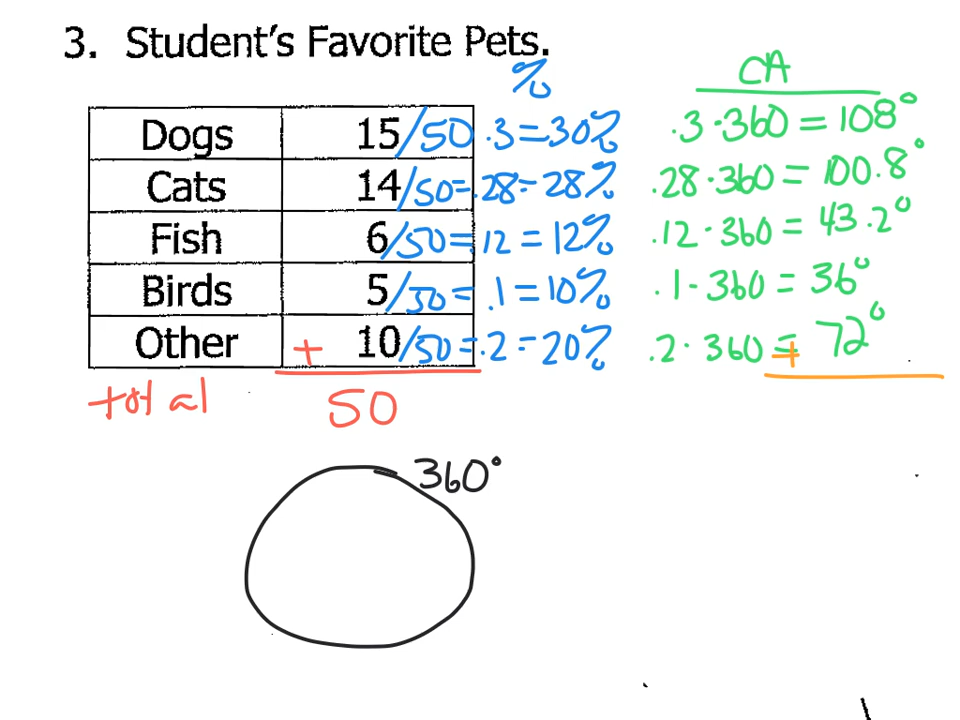 3. Student's Favorite Pets.
% CA
Dogs 15/50 .3=30% .3·360=108°
Cats 14/50=.28=28% .28·360=100.8°
Fish 6/50=12=12% .12·360=43.2°
Birds 5/50=.1=10% .1·360=36°
Other + 10/50=.2=20% .2·360= + 72°
total 50
360°